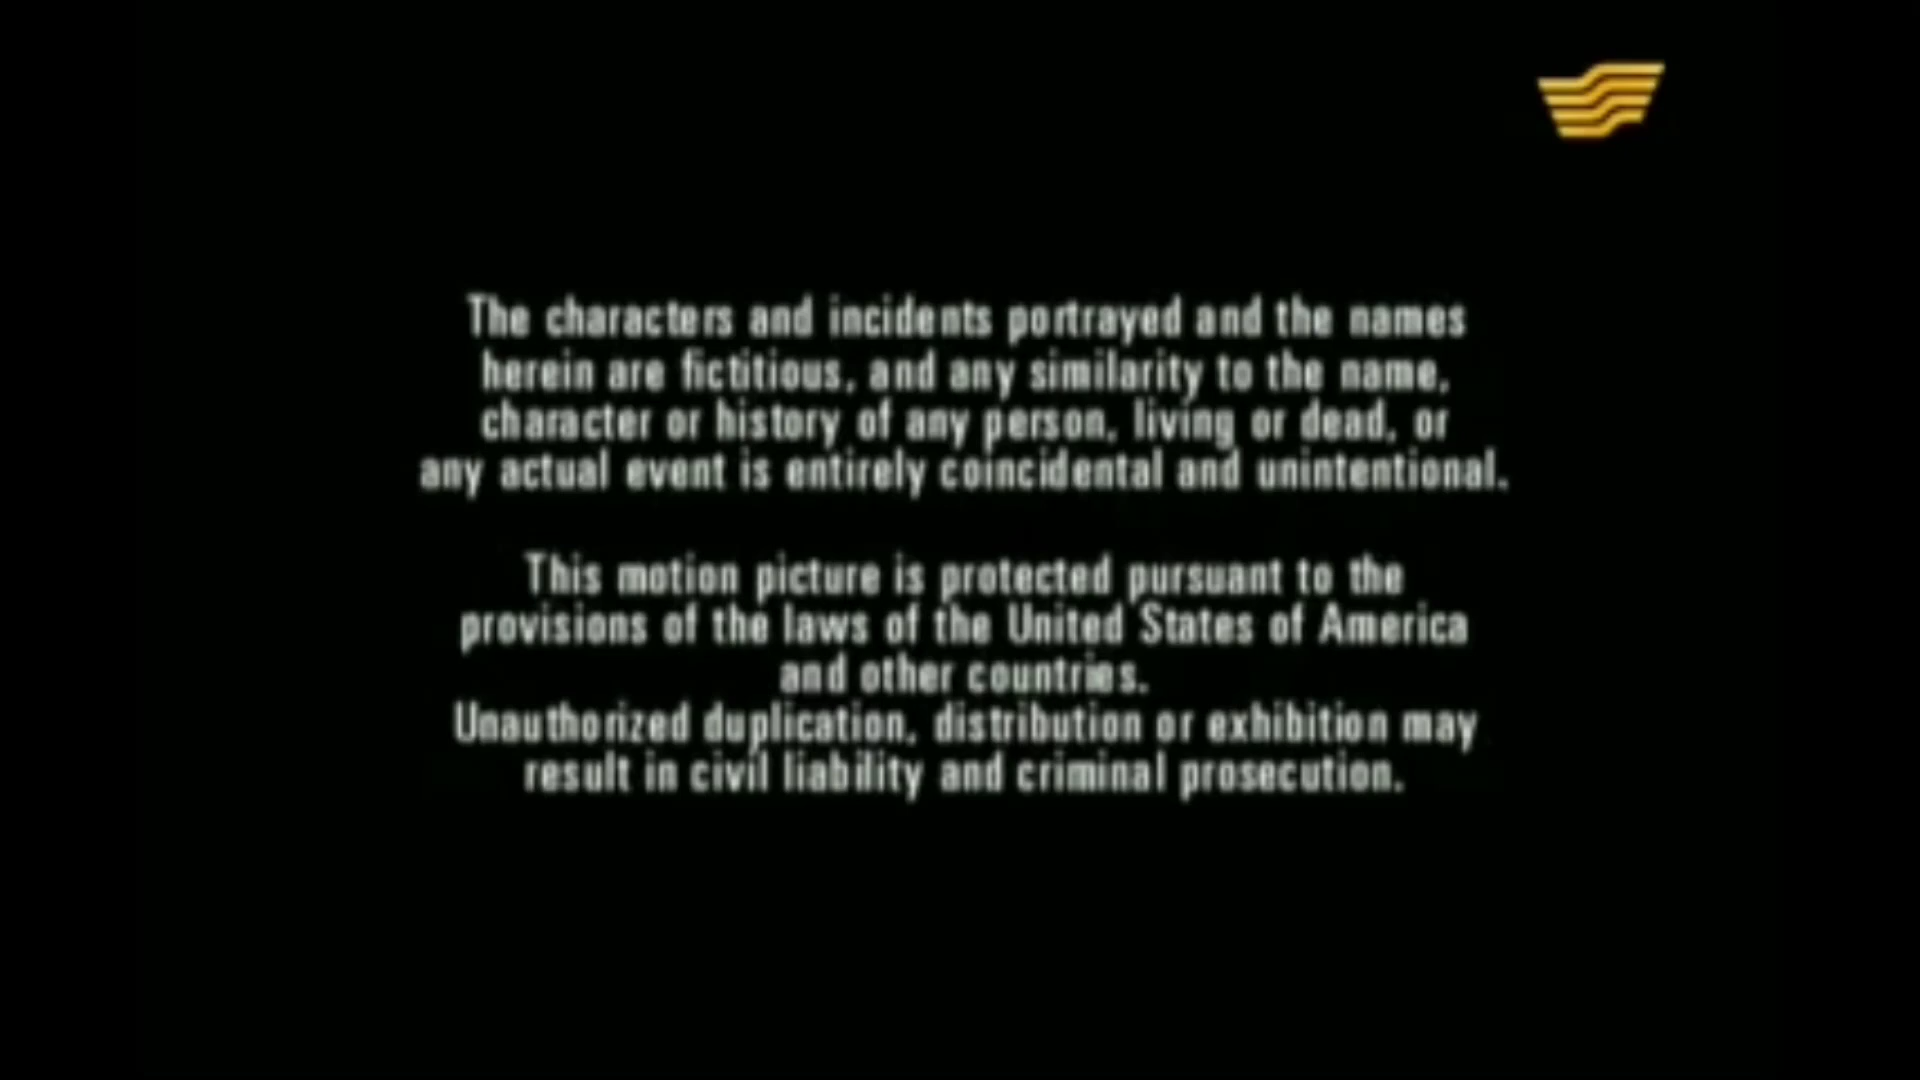 The characters and incidents portrayed and the names
herein are fictitious, and any similarity to the name,
character or history of any person, living or dead, or
any actual event is entirely coincidental and unintentional.
This motion picture is protected pursuant to the
provisions of the laws of the United States of America
and other countries.
Unauthorized duplication, distribution or exhibition may
result in civil liability and criminal prosecution.